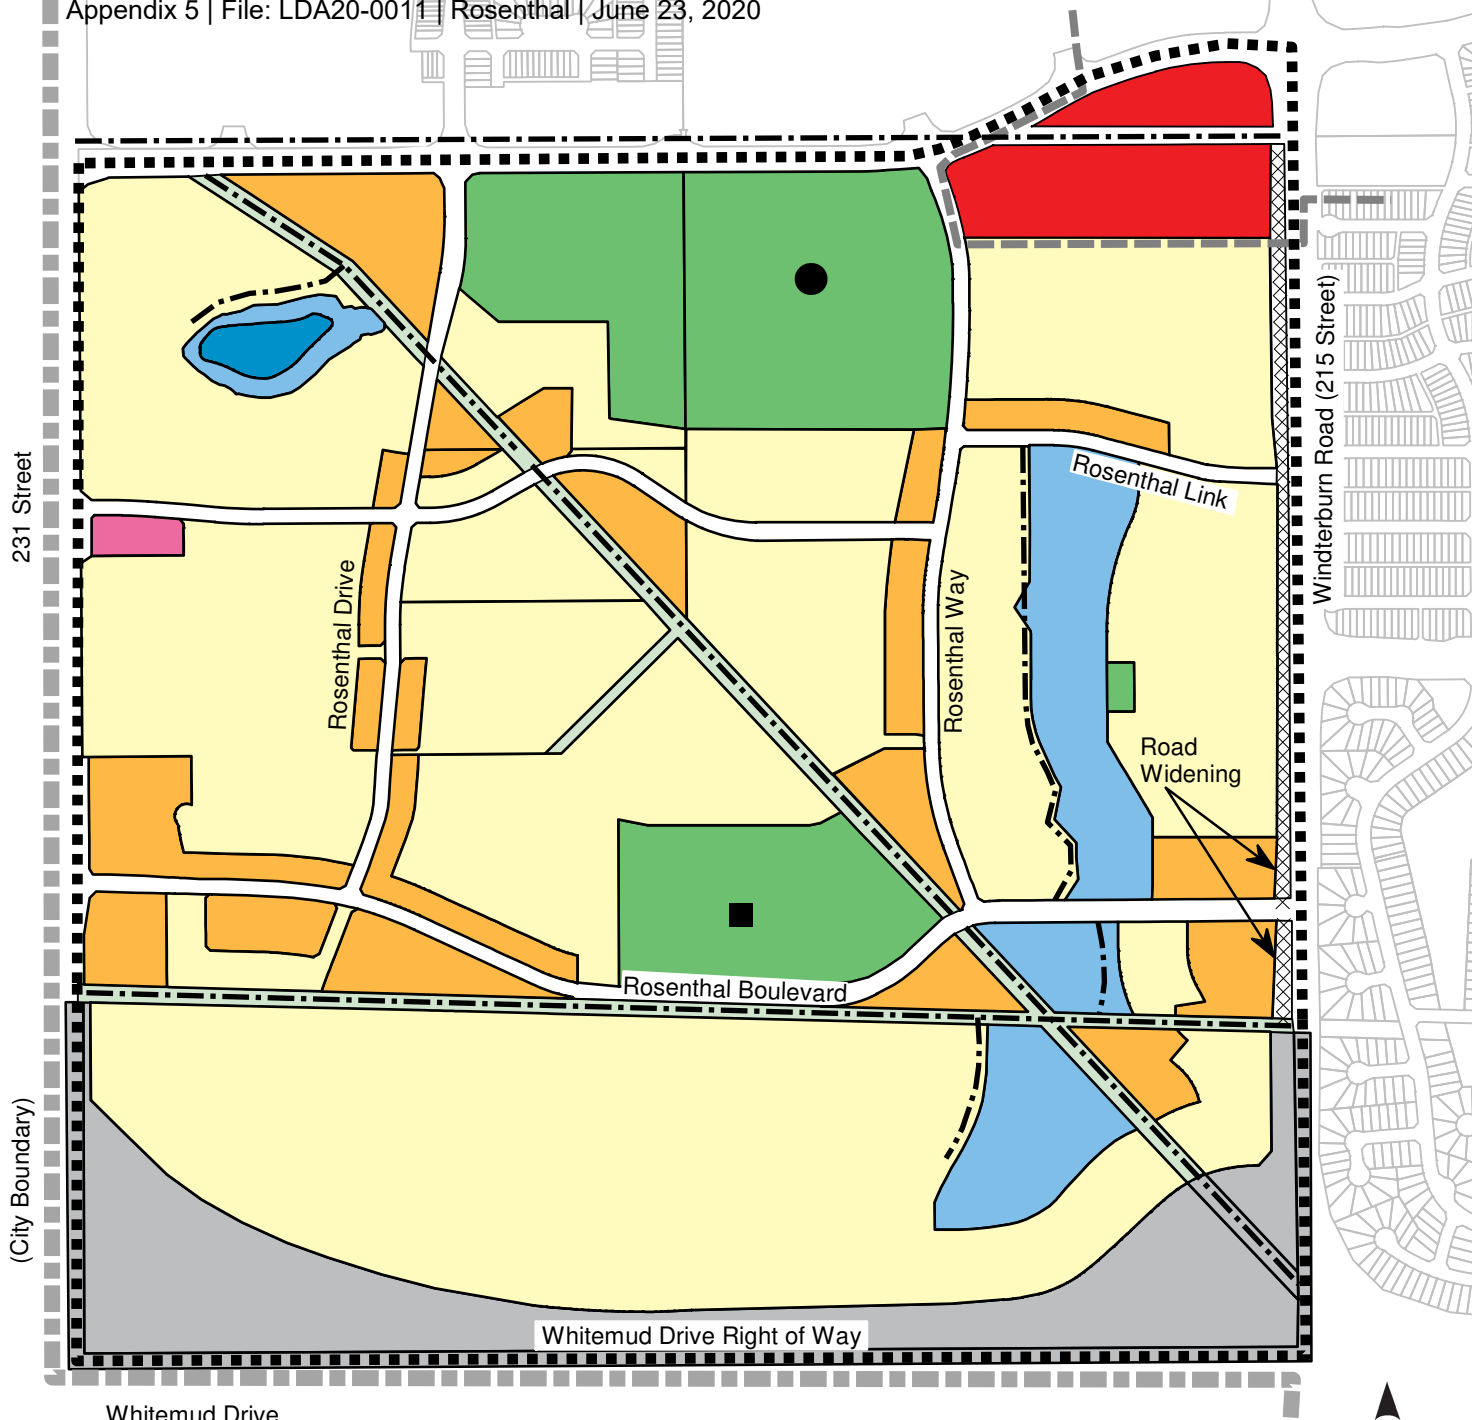 Appendix 5 | File: LDA20-0011 | Rosenthal | June 23, 2020
Rosenthal Link
Windterburn Road (215 Street)
231 Street
Rosenthal Drive
Rosenthal Way
Road
Widening
Rosenthal Boulevard
(City Boundary)
Whitemud Drive Right of Way
Whitemud Drive